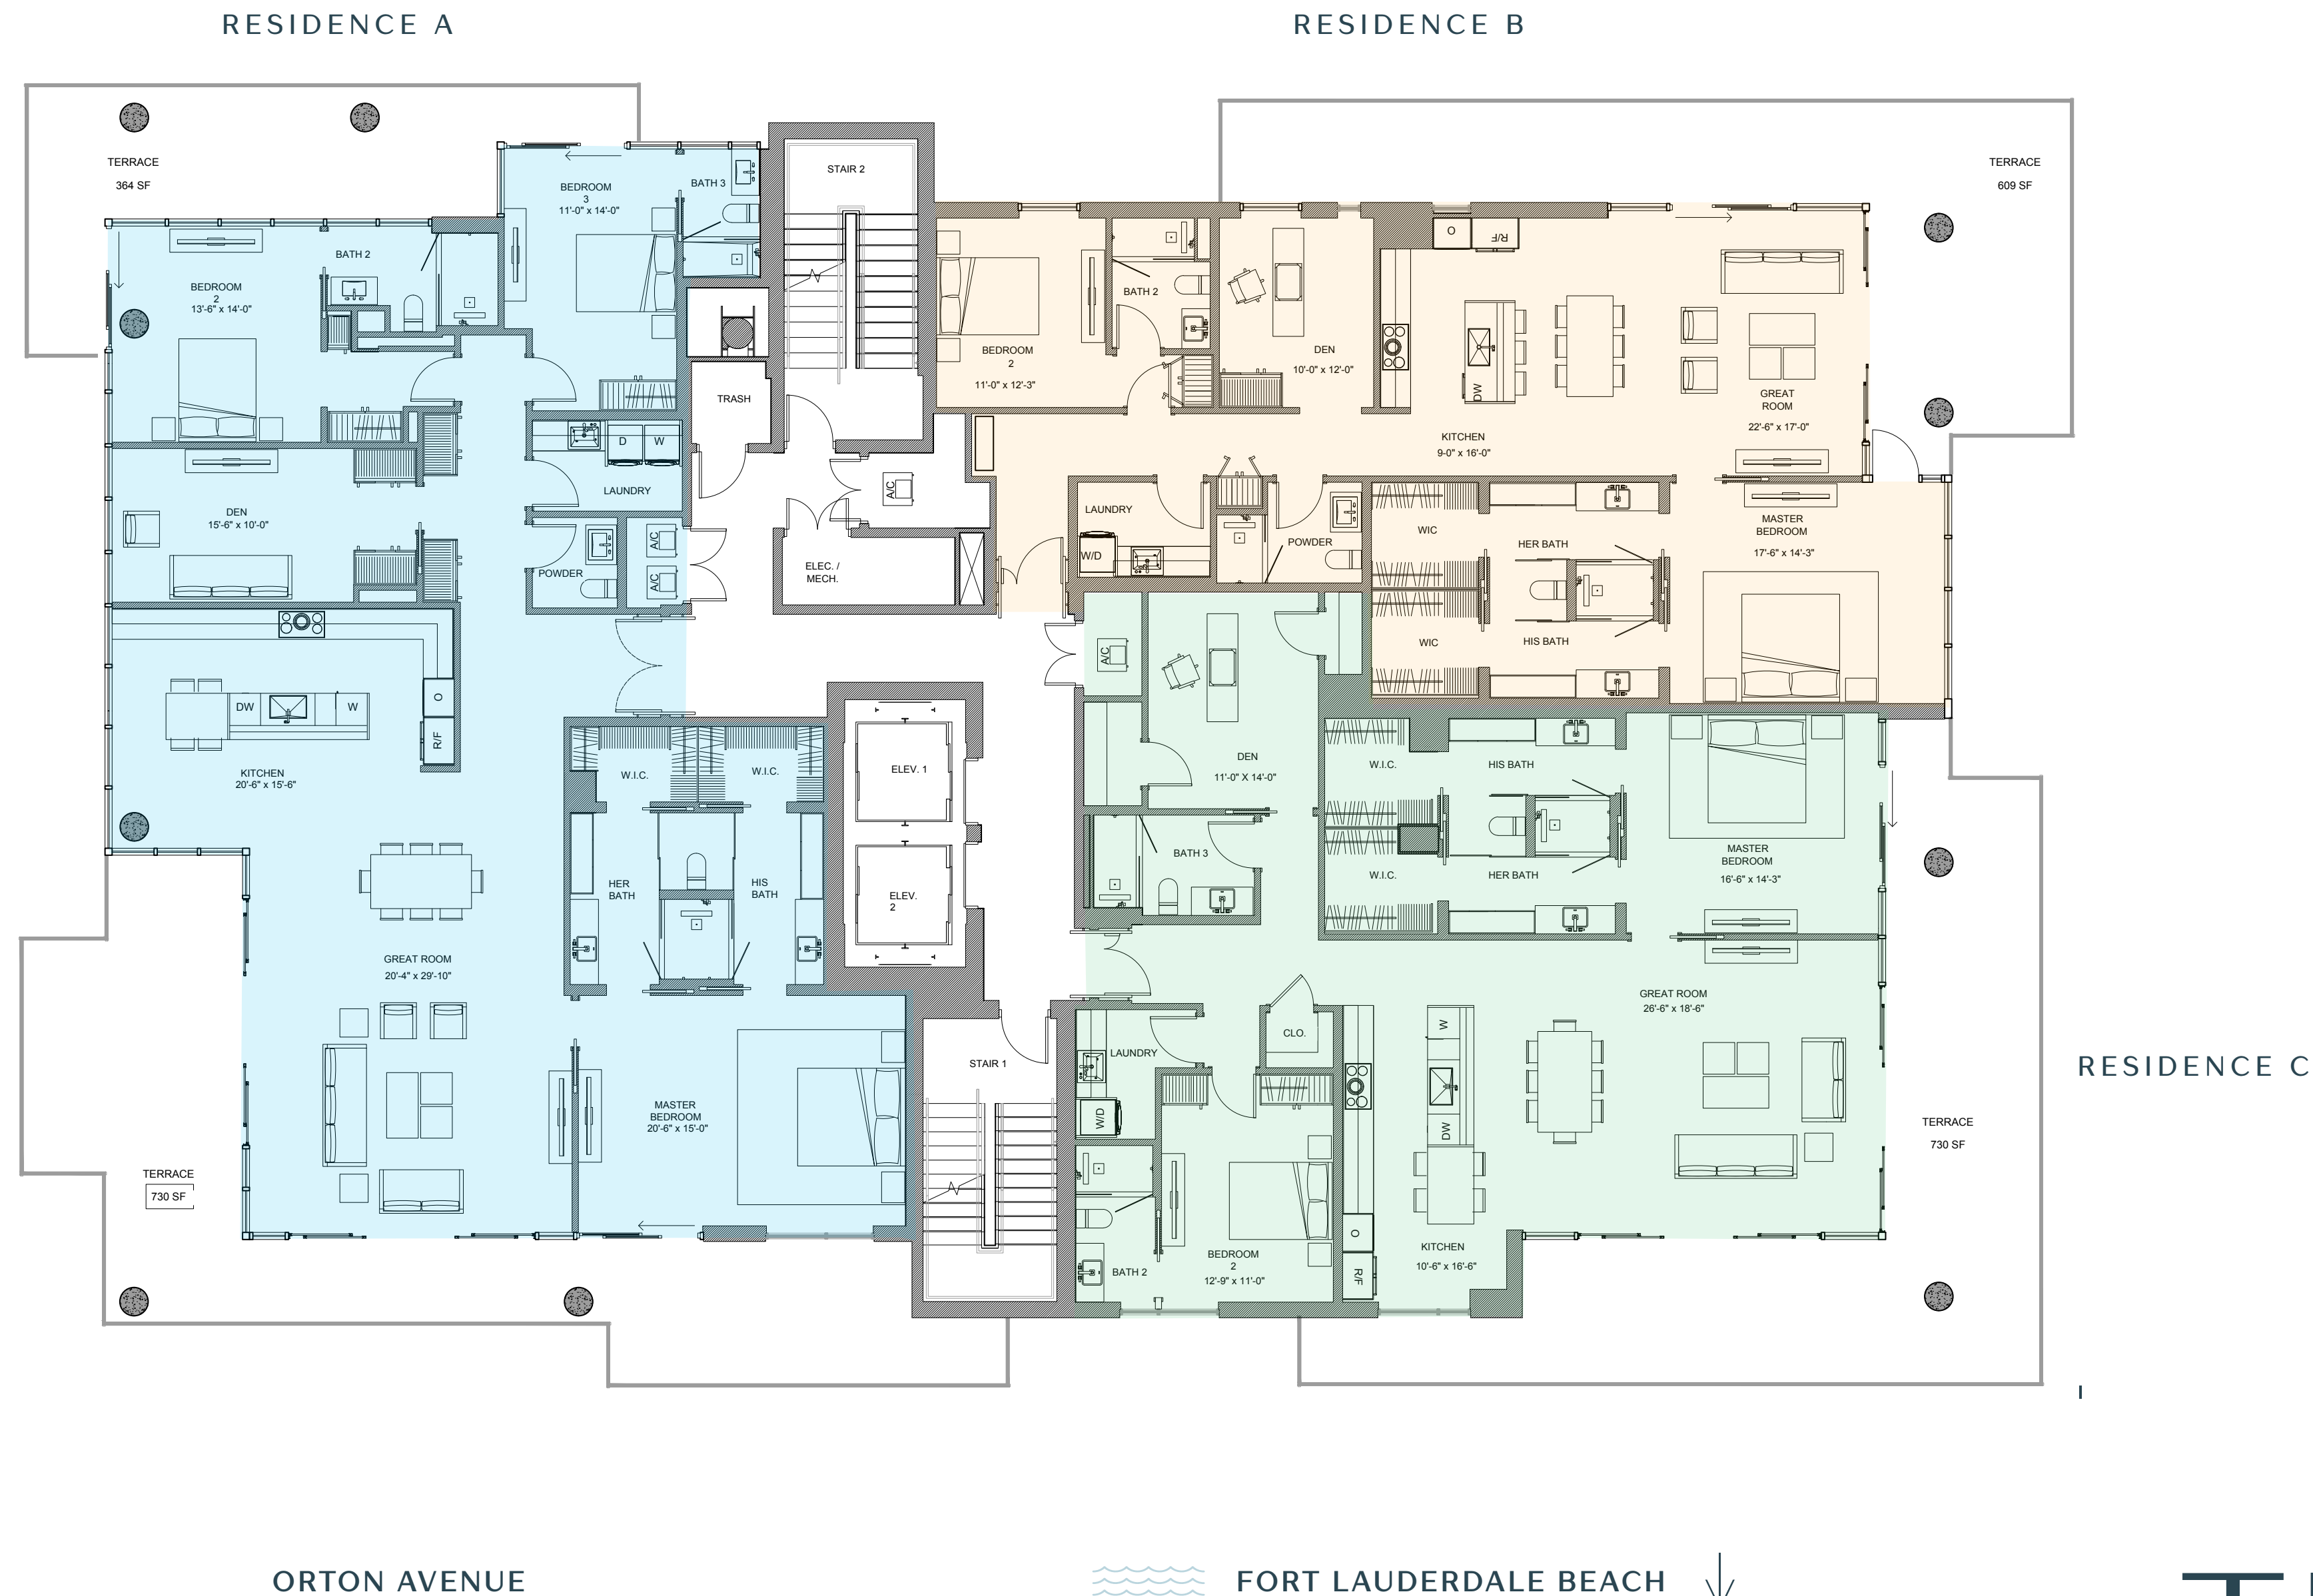 RESIDENCE A
RESIDENCE B
TERRACE
364 SF
BEDROOM
3
11'-0" x 14'-0"
BATH 3
STAIR 2
TERRACE
609 SF
BATH 2
BEDROOM
2
13'-6" x 14'-0"
O
R/F
BATH 2
BEDROOM
2
11'-0" x 12'-3"
DEN
10'-0" x 12'-0"
DW
GREAT
ROOM
22'-6" x 17'-0"
TRASH
D
W
KITCHEN
9-0" x 16'-0"
LAUNDRY
A/C
DEN
15'-6" x 10'-0"
LAUNDRY
WIC
MASTER
BEDROOM
17'-6" x 14'-3"
A/C
A/C
POWDER
ELEC. /
MECH.
W/D
POWDER
HER BATH
WIC
HIS BATH
A/C
DW
W
O
R/F
KITCHEN
20'-6" x 15'-6"
W.I.C.
W.I.C.
ELEV. 1
DEN
11'-0" X 14'-0"
W.I.C.
HIS BATH
BATH 3
MASTER
BEDROOM
16'-6" x 14'-3"
HER
BATH
HIS
BATH
ELEV.
2
W.I.C.
HER BATH
GREAT ROOM
20'-4" x 29'-10"
GREAT ROOM
26'-6" x 18'-6"
STAIR 1
LAUNDRY
CLO.
W
RESIDENCE C
MASTER
BEDROOM
20'-6" x 15'-0"
W/D
DW
TERRACE
730 SF
TERRACE
730 SF
BATH 2
BEDROOM
2
12'-9" x 11'-0"
O
R/F
KITCHEN
10'-6" x 16'-6"
ORTON AVENUE
FORT LAUDERDALE BEACH